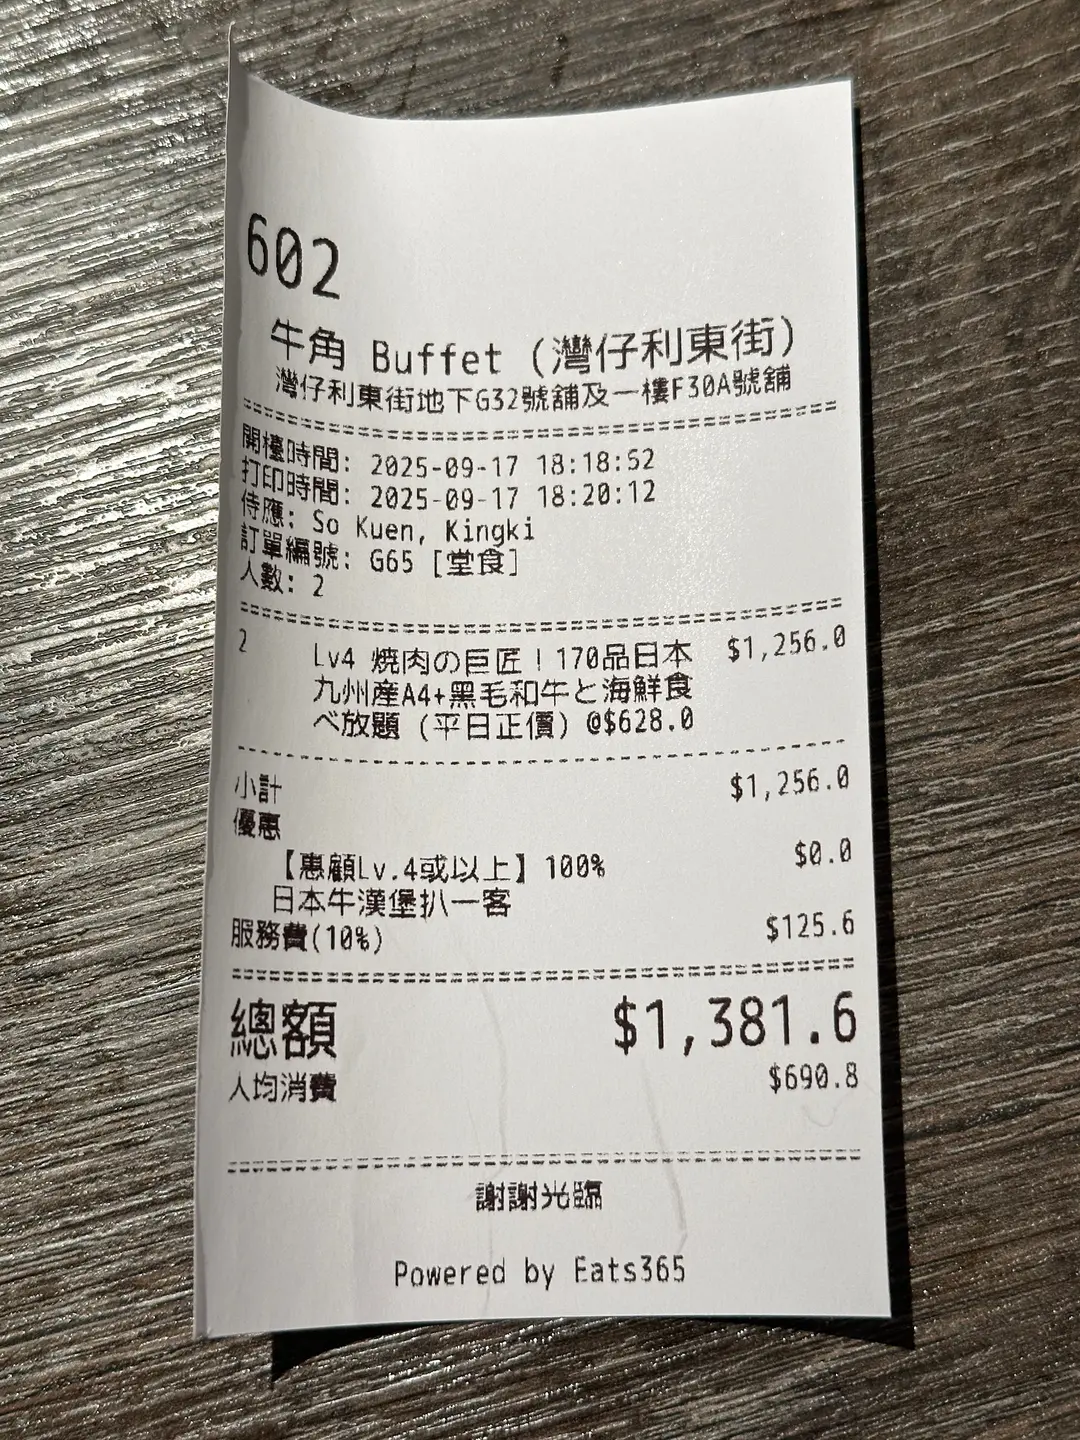 602
牛角 Buffet (灣仔利東街)
灣仔利東街地下G32號舖及一樓F30A號舖
開檯時間: 2025-09-17 18:18:52
打印時間: 2025-09-17 18:20:12
侍應: So Kuen, Kingki
訂單編號: G65 [堂食]
人數: 2
2 Lv4 焼肉の巨匠！170品日本 $1,256.0
九州産A4+黑毛和牛と海鮮食
べ放題 (平日正價) @$628.0
小計 $1,256.0
優惠
【惠顧Lv.4或以上】100% $0.0
日本牛漢堡扒一客
服務費(10%) $125.6
總額 $1,381.6
人均消費 $690.8
謝謝光臨
Powered by Eats365